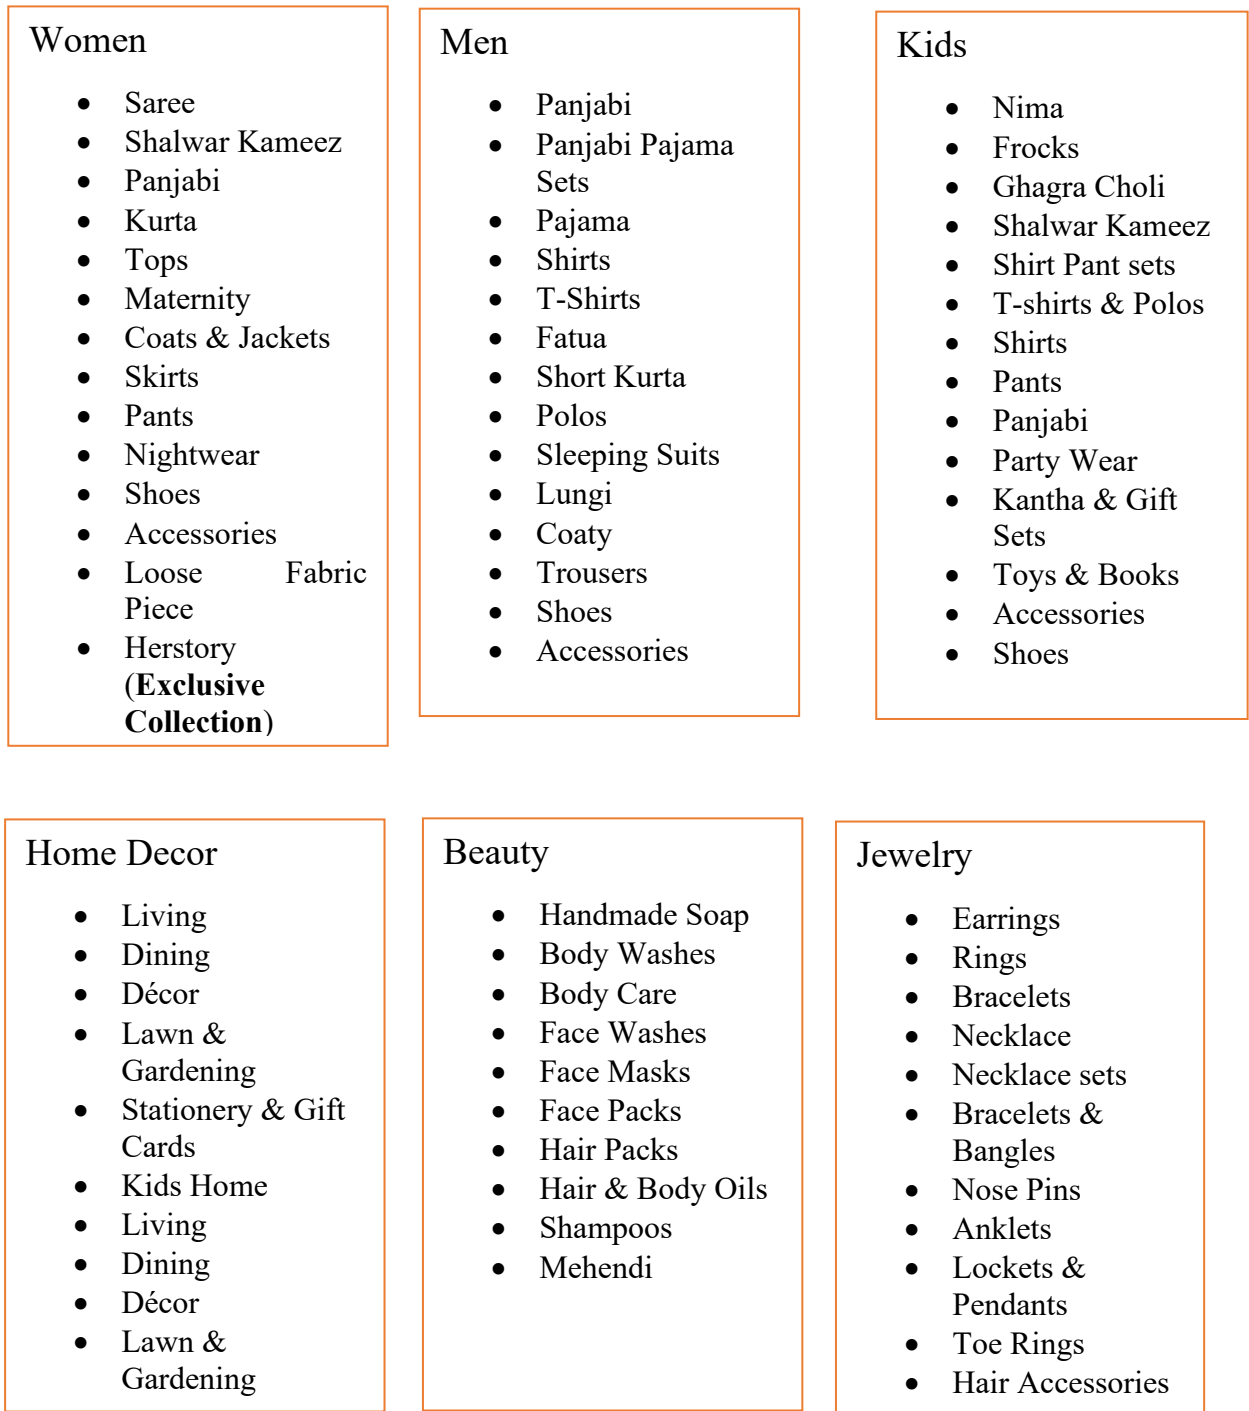 Women
• Saree
• Shalwar Kameez
• Panjabi
• Kurta
• Tops
• Maternity
• Coats & Jackets
• Skirts
• Pants
• Nightwear
• Shoes
• Accessories
• Loose Fabric
Piece
• Herstory
(Exclusive
Collection)
Men
• Panjabi
• Panjabi Pajama
Sets
• Pajama
• Shirts
• T-Shirts
• Fatua
• Short Kurta
• Polos
• Sleeping Suits
• Lungi
• Coaty
• Trousers
• Shoes
• Accessories
Kids
• Nima
• Frocks
• Ghagra Choli
• Shalwar Kameez
• Shirt Pant sets
• T-shirts & Polos
• Shirts
• Pants
• Panjabi
• Party Wear
• Kantha & Gift
Sets
• Toys & Books
• Accessories
• Shoes
Home Decor
• Living
• Dining
• Décor
• Lawn &
Gardening
• Stationery & Gift
Cards
• Kids Home
• Living
• Dining
• Décor
• Lawn &
Gardening
Beauty
• Handmade Soap
• Body Washes
• Body Care
• Face Washes
• Face Masks
• Face Packs
• Hair Packs
• Hair & Body Oils
• Shampoos
• Mehendi
Jewelry
• Earrings
• Rings
• Bracelets
• Necklace
• Necklace sets
• Bracelets &
Bangles
• Nose Pins
• Anklets
• Lockets &
Pendants
• Toe Rings
• Hair Accessories